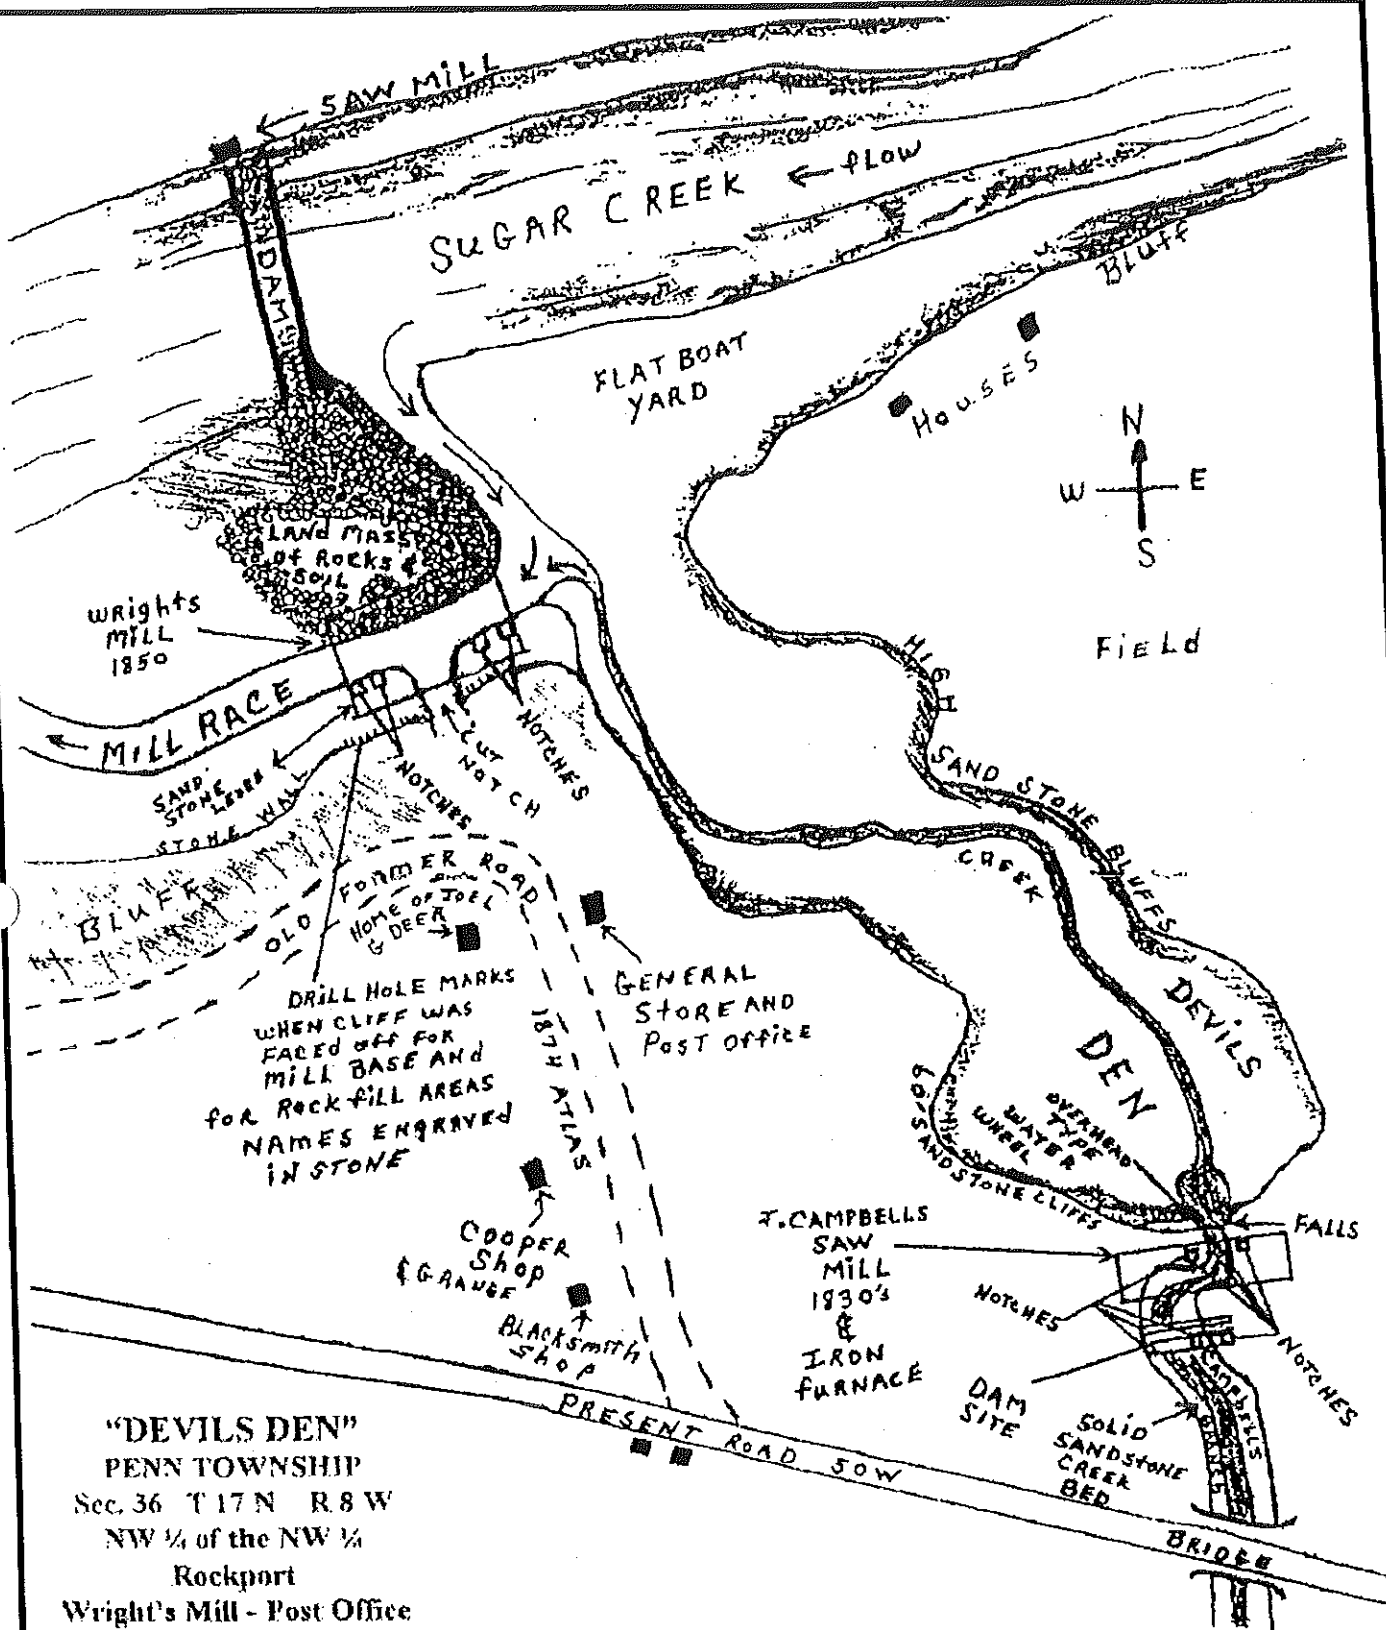 SAW MILL
SUGAR CREEK
← FLOW
DAM
Bluff
FLAT BOAT
YARD
HOUSES
N
W E
S
FIELD
LAND MASS
OF ROCKS &
SOIL
WRIGHTS
MILL
1850
MILL RACE
SAND
STONE
LEDGE
STONE WALL
NOTCHES
CUT
NOTCH
NOTCHES
HIGH
SAND STONE BLUFFS
CREEK
BLUFF
OLD FORMER ROAD
HOME OF JOEL
G DEER
GENERAL
STORE AND
POST OFFICE
DRILL HOLE MARKS
WHEN CLIFF WAS
FACED OFF FOR
MILL BASE AND
FOR ROCK FILL AREAS
NAMES ENGRAVED
IN STONE
1874 ATLAS
DEVILS
DEN
60'S
SAND STONE CLIFFS
OVERHEAD
TYPE
WATER
WHEEL
FALLS
COOPER
SHOP
& GRANGE
BLACKSMITH
SHOP
CAMPBELLS
SAW
MILL
1830's
&
IRON
FURNACE
NOTCHES
NOTCHES
DAM
SITE
SOLID
SANDSTONE
CREEK
BED
CAMPBELLS
PRESENT ROAD 50W
BRIDGE
"DEVILS DEN"
PENN TOWNSHIP
Sec. 36 T 17 N R 8 W
NW ¼ of the NW ¼
Rockport
Wright's Mill - Post Office